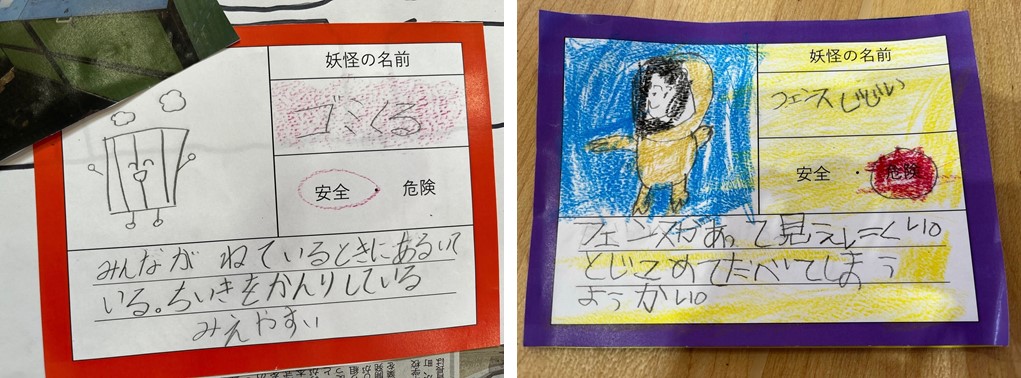 妖怪の名前
ゴミくる
安全
危険
みんながねているときにあるいて
いる。ちいきをかんりしている
みえやすい
妖怪の名前
フェンスじじい
安全・危険
フェンスがあって見えにくいの
とじこめてたべてしまう
ようかいの